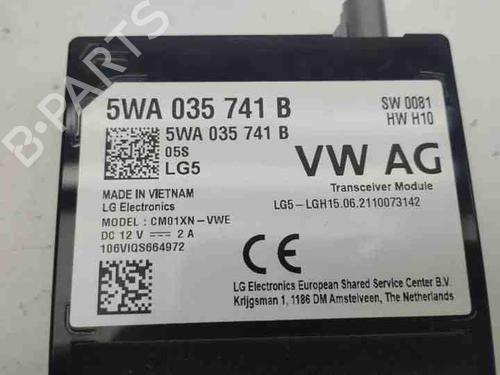 5WA 035 741 B
SW 0081
HW H10
5WA 035 741 B
05S
LG5
VW AG
Transceiver Module
MADE IN VIETNAM
LG Electronics
LG5-LGH15.06.2110073142
MODEL : CM01XN-VWE
DC 12 V 2 A
106VIQS664972
CE
LG Electronics European Shared Service Center B.V.
Krijgsman 1, 1186 DM Amstelveen, The Netherlands
B-PARTS